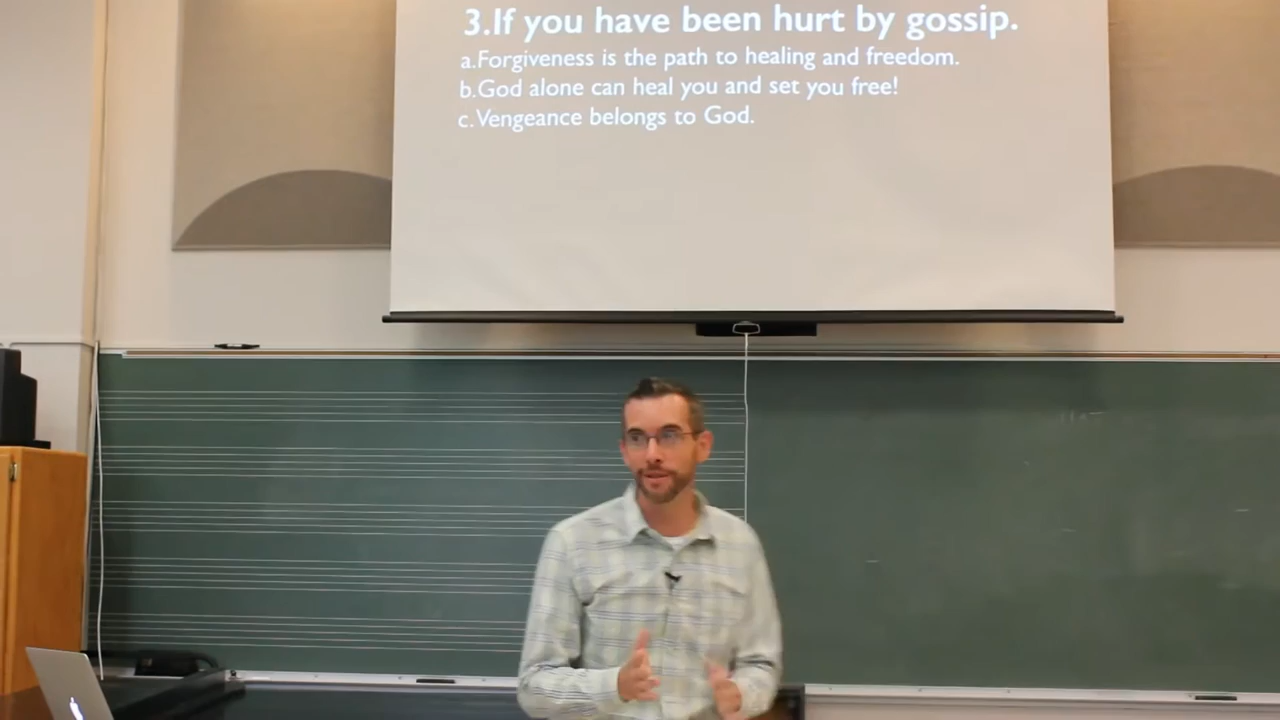 3.If you have been hurt by gossip.
a.Forgiveness is the path to healing and freedom.
b.God alone can heal you and set you free!
c.Vengeance belongs to God.